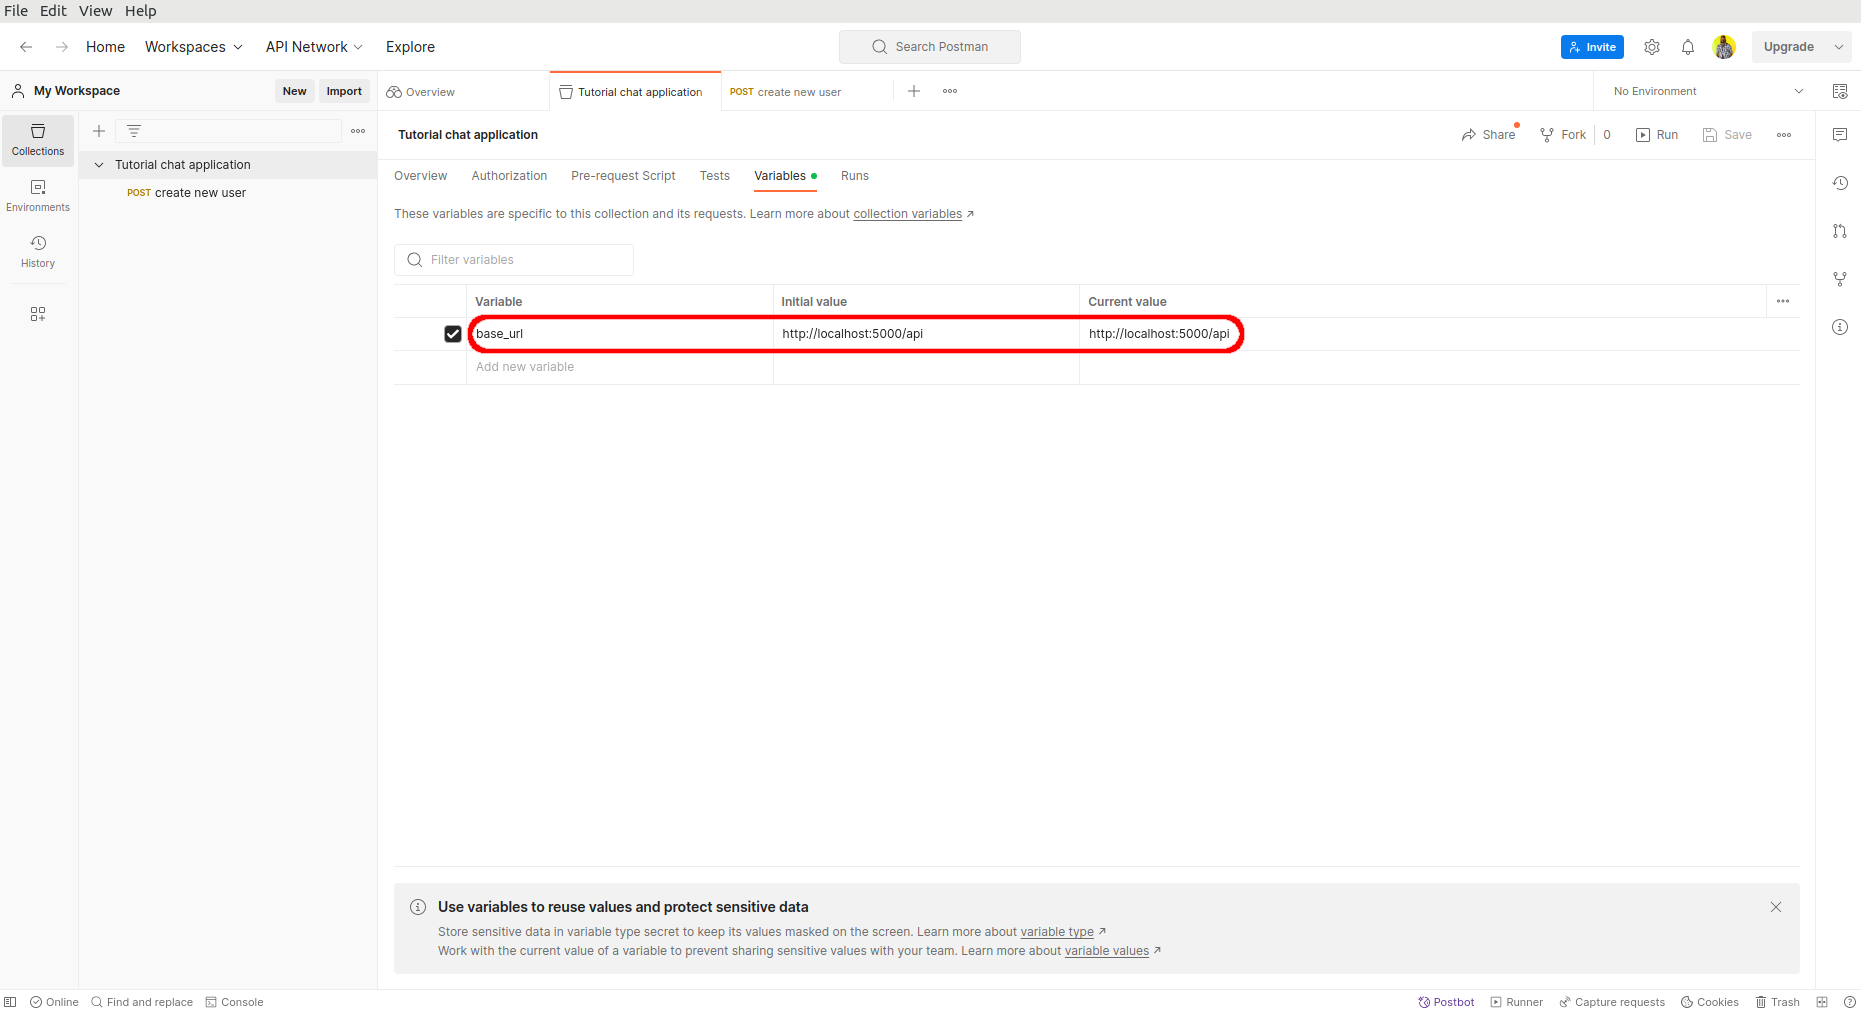 File Edit View Help
Home Workspaces API Network Explore Search Postman Invite Upgrade
My Workspace New Import Overview Tutorial chat application POST create new user No Environment
Tutorial chat application Share Fork 0 Run Save
Collections
Tutorial chat application
Overview Authorization Pre-request Script Tests Variables Runs
POST create new user
Environments
These variables are specific to this collection and its requests. Learn more about collection variables
History
Filter variables
Variable Initial value Current value
base_url http://localhost:5000/api http://localhost:5000/api
Add new variable
Use variables to reuse values and protect sensitive data
Store sensitive data in variable type secret to keep its values masked on the screen. Learn more about variable type
Work with the current value of a variable to prevent sharing sensitive values with your team. Learn more about variable values
Online Find and replace Console Postbot Runner Capture requests Cookies Trash